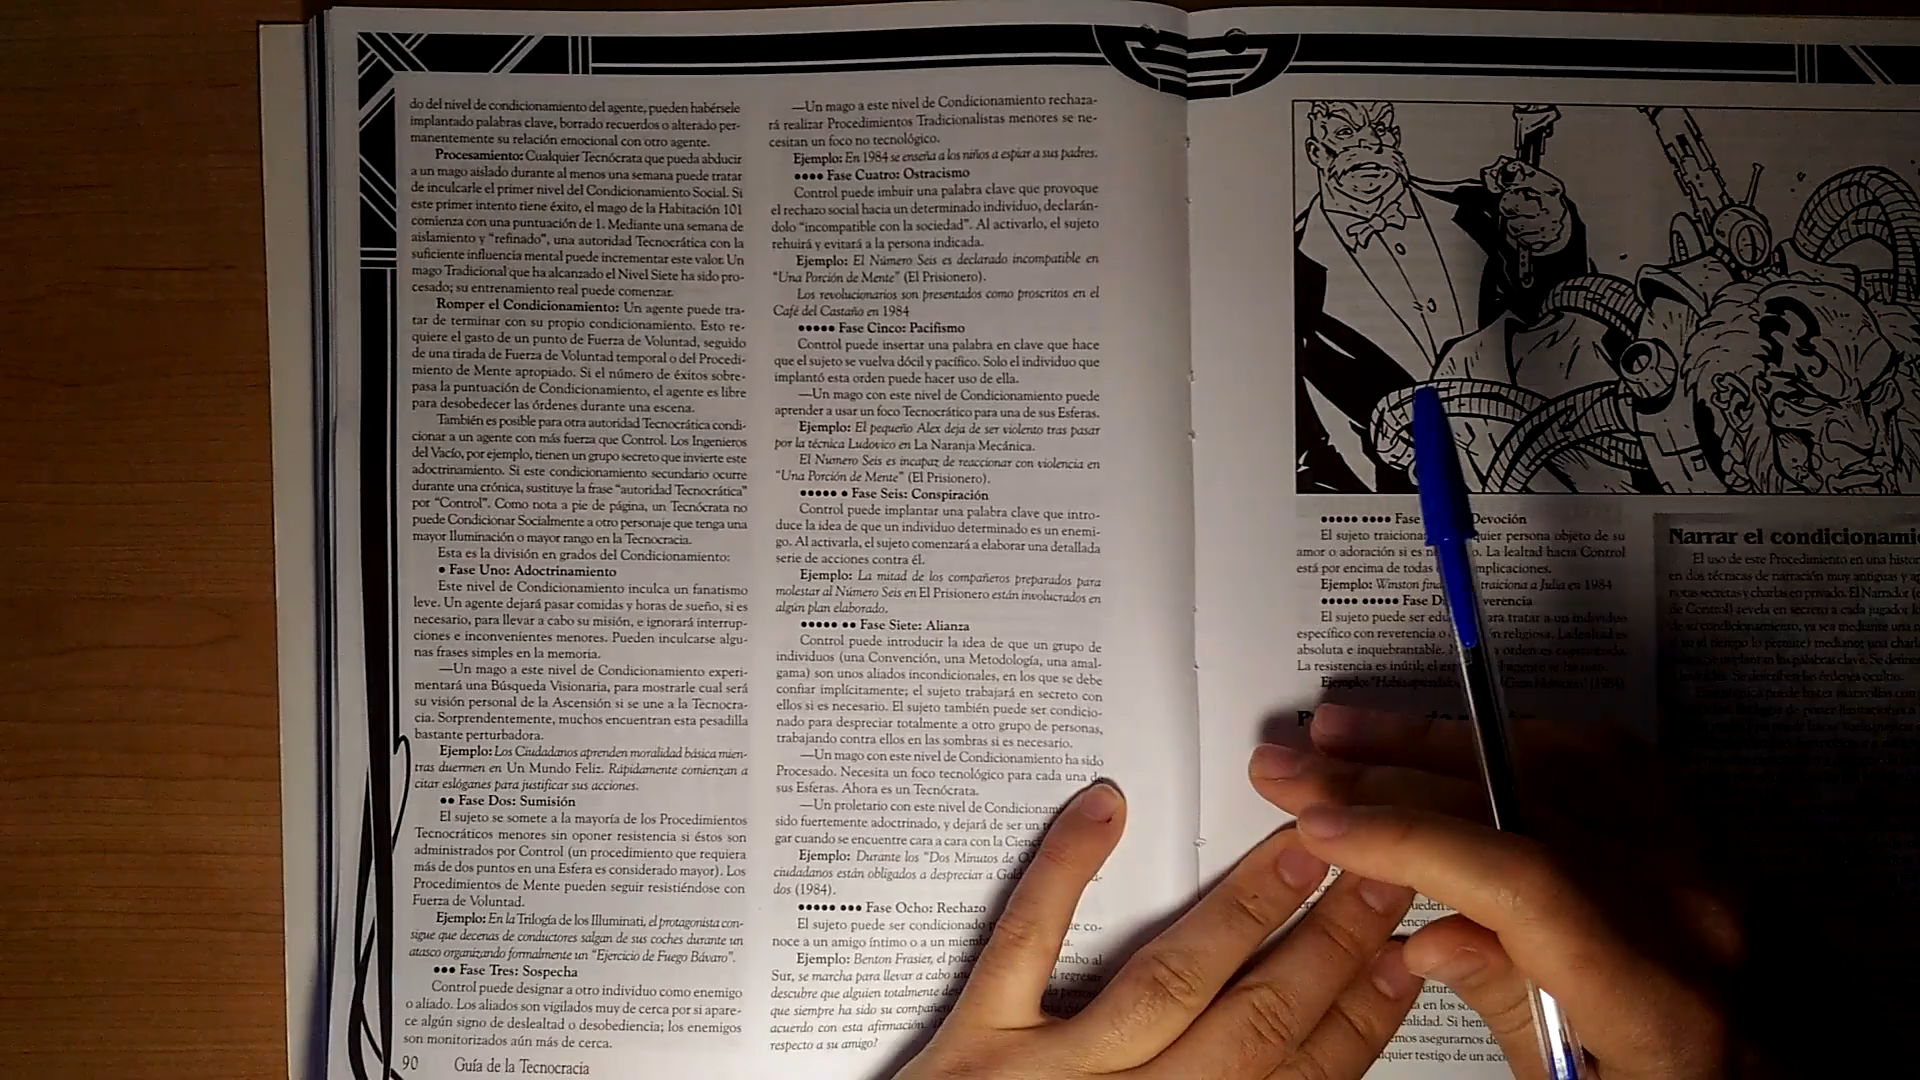 do del nivel de condicionamiento del agente, pueden habérsele
implantado palabras clave, borrado recuerdos o alterado per-
manentemente su relación emocional con otro agente.
Procesamiento: Cualquier Tecnócrata que pueda abducir
a un mago aislado durante al menos una semana puede tratar
de inculcarle el primer nivel del Condicionamiento Social. Si
este primer intento tiene éxito, el mago de la Habitación 101
comienza con una puntuación de 1. Mediante una semana de
aislamiento y "refinado", una autoridad Tecnocrática con la
suficiente influencia mental puede incrementar este valor. Un
mago Tradicional que ha alcanzado el Nivel Siete ha sido pro-
cesado; su entrenamiento real puede comenzar.
Romper el Condicionamiento: Un agente puede tra-
tar de terminar con su propio condicionamiento. Esto re-
quiere el gasto de un punto de Fuerza de Voluntad, seguido
de una tirada de Fuerza de Voluntad temporal o del Procedi-
miento de Mente apropiado. Si el número de éxitos sobre-
pasa la puntuación de Condicionamiento, el agente es libre
para desobedecer las órdenes durante una escena.
También es posible para otra autoridad Tecnocrática condi-
cionar a un agente con más fuerza que Control. Los Ingenieros
del Vacío, por ejemplo, tienen un grupo secreto que invierte este
adoctrinamiento. Si este condicionamiento secundario ocurre
durante una crónica, sustituye la frase "autoridad Tecnocrática"
por "Control". Como nota a pie de página, un Tecnócrata no
puede Condicionar Socialmente a otro personaje que tenga una
mayor Iluminación o mayor rango en la Tecnocracia.
Esta es la división en grados del Condicionamiento:
• Fase Uno: Adoctrinamiento
Este nivel de Condicionamiento inculca un fanatismo
leve. Un agente dejará pasar comidas y horas de sueño, si es
necesario, para llevar a cabo su misión, e ignorará interrup-
ciones e inconvenientes menores. Pueden inculcarse algu-
nas frases simples en la memoria.
—Un mago a este nivel de Condicionamiento experi-
mentará una Búsqueda Visionaria, para mostrarle cual será
su visión personal de la Ascensión si se une a la Tecnocra-
cia. Sorprendentemente, muchos encuentran esta pesadilla
bastante perturbadora.
Ejemplo: Los Ciudadanos aprenden moralidad básica mien-
tras duermen en Un Mundo Feliz. Rápidamente comienzan a
citar eslóganes para justificar sus acciones.
•• Fase Dos: Sumisión
El sujeto se somete a la mayoría de los Procedimientos
Tecnocráticos menores sin oponer resistencia si éstos son
administrados por Control (un procedimiento que requiera
más de dos puntos en una Esfera es considerado mayor). Los
Procedimientos de Mente pueden seguir resistiéndose con
Fuerza de Voluntad.
Ejemplo: En la Trilogía de los Illuminati, el protagonista con-
sigue que decenas de conductores salgan de sus coches durante un
atasco organizando formalmente un "Ejercicio de Fuego Bávaro".
••• Fase Tres: Sospecha
Control puede designar a otro individuo como enemigo
o aliado. Los aliados son vigilados muy de cerca por si apare-
ce algún signo de deslealtad o desobediencia; los enemigos
son monitorizados aún más de cerca.
90 Guía de la Tecnocracia
—Un mago a este nivel de Condicionamiento rechaza-
rá realizar Procedimientos Tradicionalistas menores se ne-
cesitan un foco no tecnológico.
Ejemplo: En 1984 se enseña a los niños a espiar a sus padres.
•••• Fase Cuatro: Ostracismo
Control puede imbuir una palabra clave que provoque
el rechazo social hacia un determinado individuo, declarán-
dolo "incompatible con la sociedad". Al activarlo, el sujeto
rehuirá y evitará a la persona indicada.
Ejemplo: El Número Seis es declarado incompatible en
"Una Porción de Mente" (El Prisionero).
Los revolucionarios son presentados como proscritos en el
Café del Castaño en 1984
••••• Fase Cinco: Pacifismo
Control puede insertar una palabra en clave que hace
que el sujeto se vuelva dócil y pacífico. Solo el individuo que
implantó esta orden puede hacer uso de ella.
—Un mago con este nivel de Condicionamiento puede
aprender a usar un foco Tecnocrático para una de sus Esferas.
Ejemplo: El pequeño Alex deja de ser violento tras pasar
por la técnica Ludovico en La Naranja Mecánica.
El Numero Seis es incapaz de reaccionar con violencia en
"Una Porción de Mente" (El Prisionero).
••••• • Fase Seis: Conspiración
Control puede implantar una palabra clave que intro-
duce la idea de que un individuo determinado es un enemi-
go. Al activarla, el sujeto comenzará a elaborar una detallada
serie de acciones contra él.
Ejemplo: La mitad de los compañeros preparados para
molestar al Número Seis en El Prisionero están involucrados en
algún plan elaborado.
••••• •• Fase Siete: Alianza
Control puede introducir la idea de que un grupo de
individuos (una Convención, una Metodología, una amal-
gama) son unos aliados incondicionales, en los que se debe
confiar implícitamente; el sujeto trabajará en secreto con
ellos si es necesario. El sujeto también puede ser condicio-
nado para despreciar totalmente a otro grupo de personas,
trabajando contra ellos en las sombras si es necesario.
—Un mago con este nivel de Condicionamiento ha sido
Procesado. Necesita un foco tecnológico para cada una de
sus Esferas. Ahora es un Tecnócrata.
—Un proletario con este nivel de
sido fuertemente adoctrinado, y dejará de ser un
gar cuando se encuentre cara a cara con la
Ejemplo: Durante los "Dos Minutos de
ciudadanos están obligados a despreciar a
dos (1984).
••••• ••• Fase Ocho: Rechazo
El sujeto puede ser condicionado co-
noce a un amigo íntimo o a un
Ejemplo: Benton Frasier, el al
Sur, se marcha para llevar a cabo regresar
descubre que alguien totalmente
que siempre ha sido su
acuerdo con esta afirmación.
respecto a su amigo?
••••• •••• Fase Devoción
El sujeto objeto de su
amor o adoración si es La lealtad hacia Control
está por encima de todas
Ejemplo: Winston traiciona a Julia en 1984
••••• ••••• Fase
El sujeto puede ser para tratar a un individuo
específico con reverencia o religiosa. La lealtad es
absoluta e inquebrantable.
La resistencia es inútil; el
Ejemplo:
Narrar el
El uso de este Procedimiento en una
en dos técnicas de narración muy antiguas y
notas secretas y charlas en privado. El Narrador
de Control) revela en secreto a cada jugador
en los
Si
emos asegurarnos
testigo de un